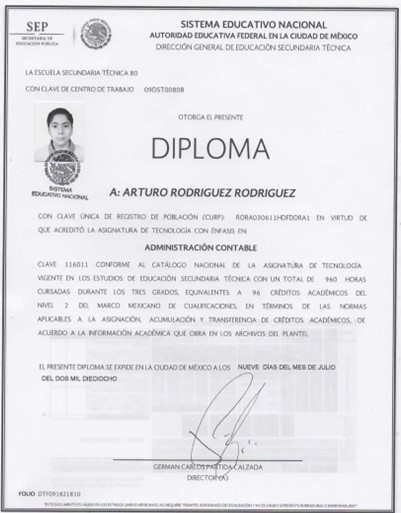 SEP
SECRETARÍA DE
EDUCACIÓN PÚBLICA
SISTEMA EDUCATIVO NACIONAL
AUTORIDAD EDUCATIVA FEDERAL EN LA CIUDAD DE MÉXICO
DIRECCIÓN GENERAL DE EDUCACIÓN SECUNDARIA TÉCNICA
LA ESCUELA SECUNDARIA TÉCNICA 80
CON CLAVE DE CENTRO DE TRABAJO 09DST0080B
OTORGA EL PRESENTE
DIPLOMA
SISTEMA
EDUCATIVO NACIONAL
A: ARTURO RODRIGUEZ RODRIGUEZ
CON CLAVE ÚNICA DE REGISTRO DE POBLACIÓN (CURP): RORA030611HDFDDRA1 EN VIRTUD DE
QUE ACREDITÓ LA ASIGNATURA DE TECNOLOGÍA CON ÉNFASIS EN:
ADMINISTRACIÓN CONTABLE
CLAVE 116011 CONFORME AL CATÁLOGO NACIONAL DE LA ASIGNATURA DE TECNOLOGÍA
VIGENTE EN LOS ESTUDIOS DE EDUCACIÓN SECUNDARIA TÉCNICA CON UN TOTAL DE 960 HORAS
CURSADAS DURANTE LOS TRES GRADOS, EQUIVALENTES A 96 CRÉDITOS ACADÉMICOS DEL
NIVEL 2 DEL MARCO MEXICANO DE CUALIFICACIONES, EN TÉRMINOS DE LAS NORMAS
APLICABLES A LA ASIGNACIÓN, ACUMULACIÓN Y TRANSFERENCIA DE CRÉDITOS ACADÉMICOS, DE
ACUERDO A LA INFORMACIÓN ACADÉMICA QUE OBRA EN LOS ARCHIVOS DEL PLANTEL.
EL PRESENTE DIPLOMA SE EXPIDE EN LA CIUDAD DE MÉXICO A LOS NUEVE DÍAS DEL MES DE JULIO
DEL DOS MIL DIECIOCHO
GERMAN CARLOS PARTIDA CALZADA
DIRECTOR (A)
FOLIO DTF091821810